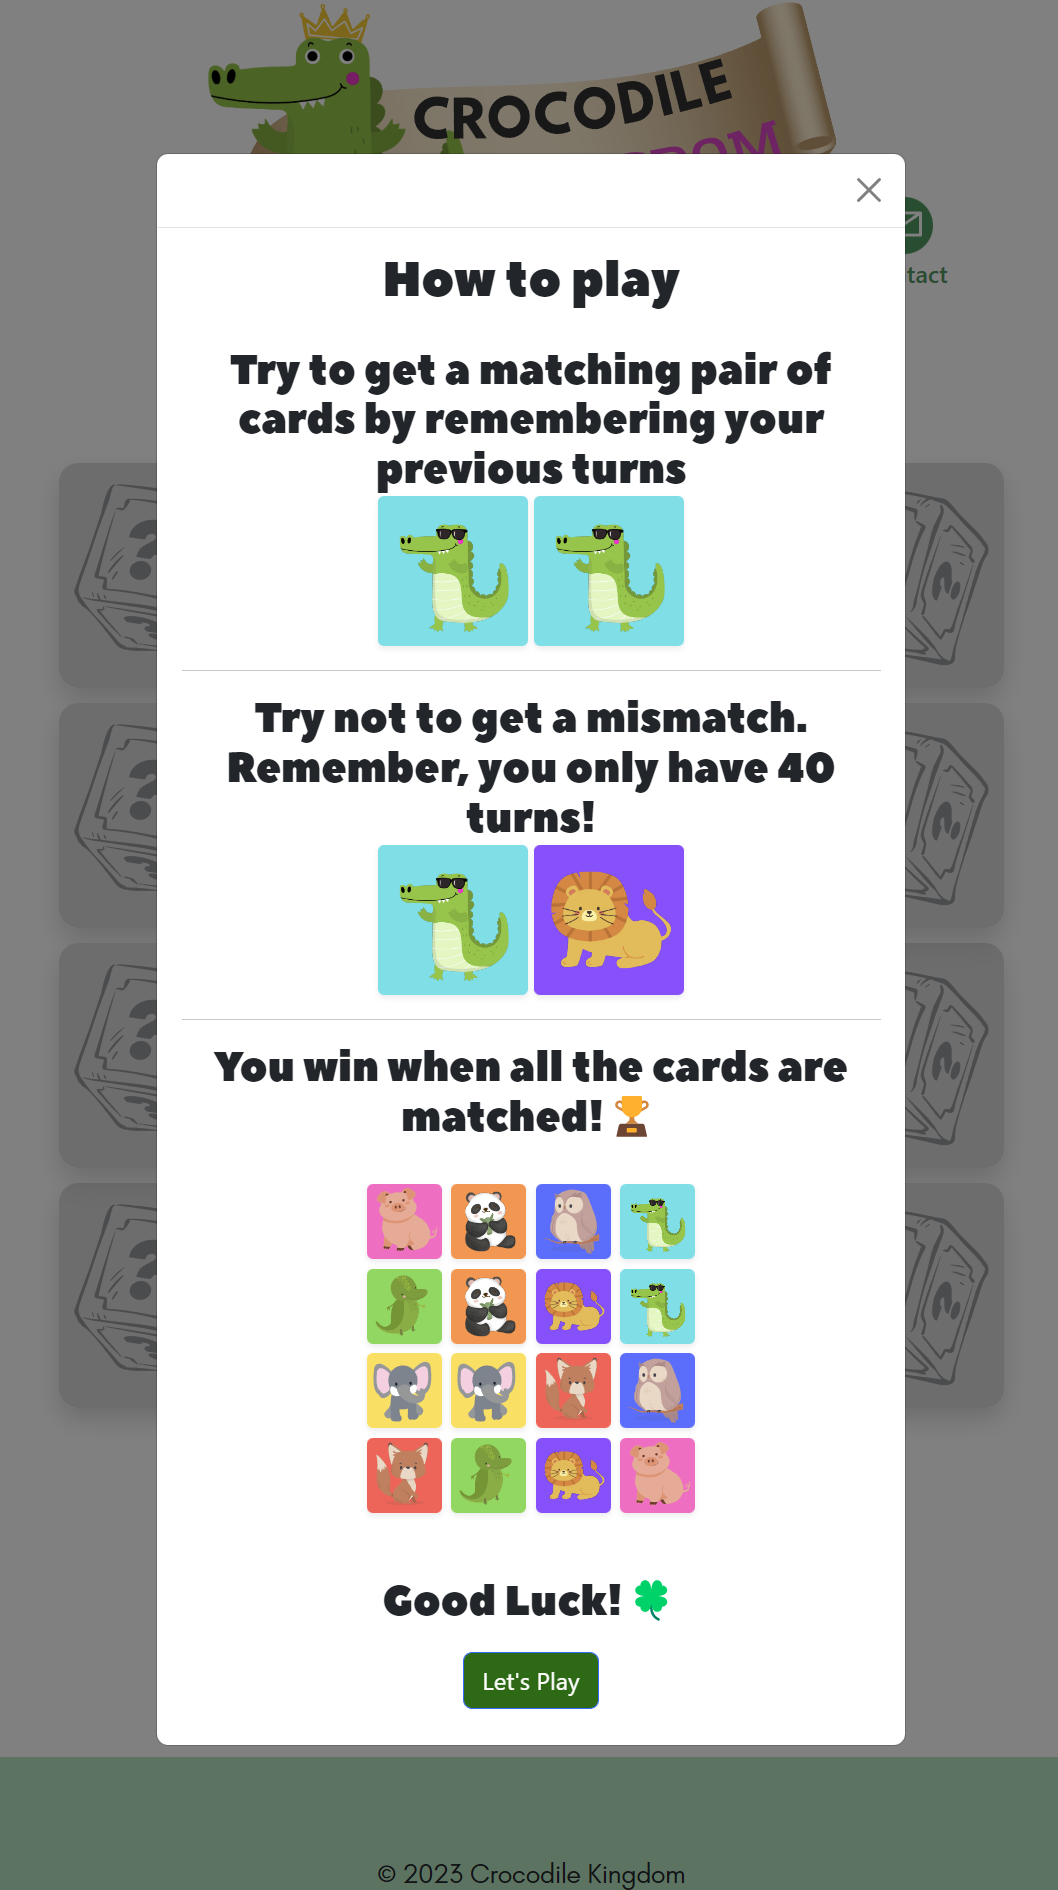 CROCODILE
How to play
Try to get a matching pair of
cards by remembering your
previous turns
Try not to get a mismatch.
Remember, you only have 40
turns!
You win when all the cards are
matched! 🏆
Good Luck! 🍀
Let's Play
© 2023 Crocodile Kingdom